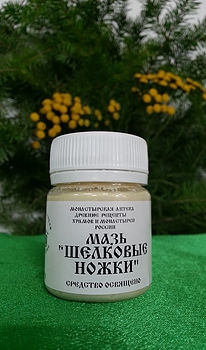 МОНАСТЫРСКАЯ АПТЕКА
ДРЕВНИЕ РЕЦЕПТЫ
ХРАМОВ И МОНАСТЫРЕЙ
РОССИИ
МАЗЬ
"ШЕЛКОВЫЕ
НОЖКИ"
СРЕДСТВО ОСВЯЩЕНО